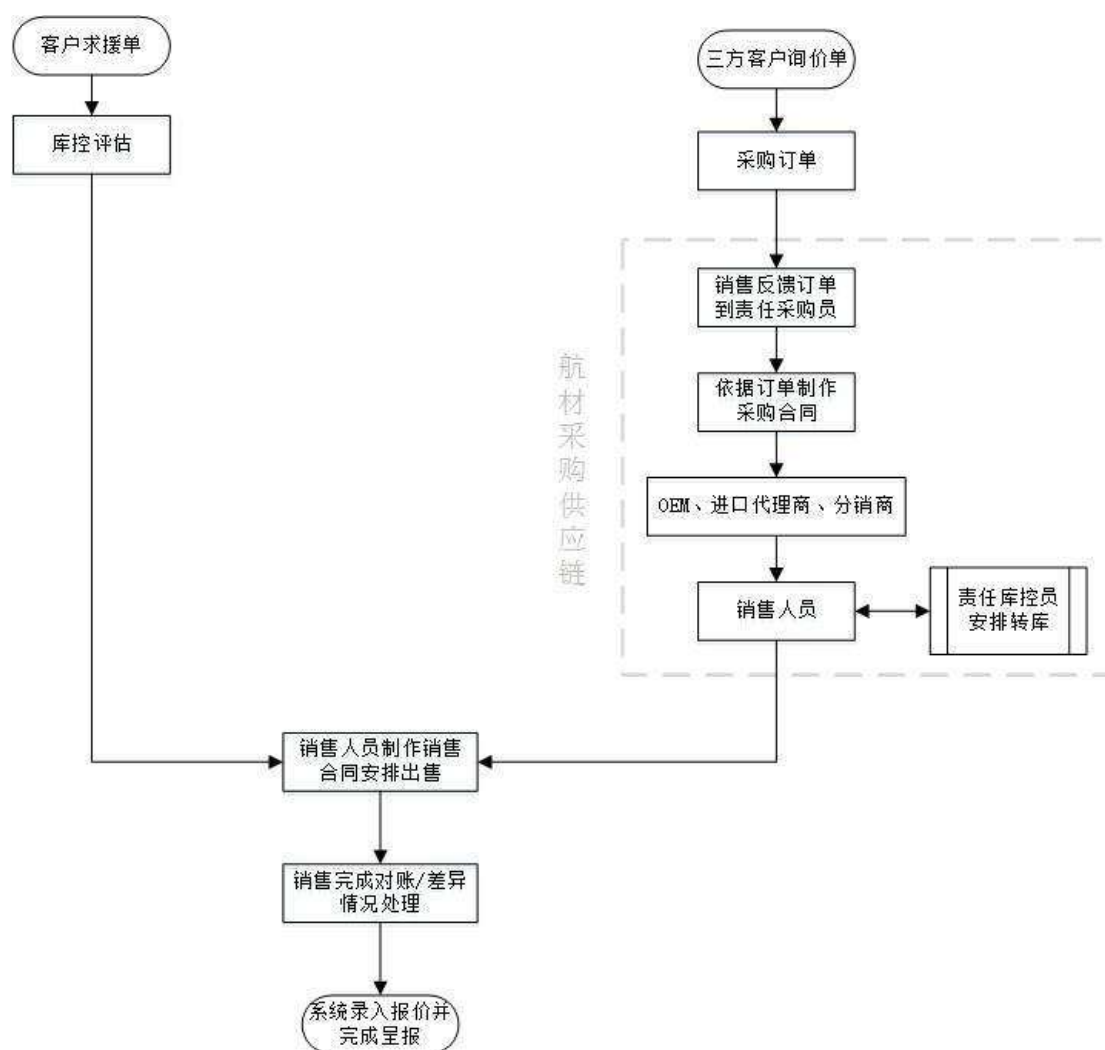 客户求援单
库控评估
三方客户询价单
采购订单
销售反馈订单
到责任采购员
依据订单制作
采购合同
OEM、进口代理商、分销商
销售人员
责任库控员
安排转库
航材采购供应链
销售人员制作销售
合同安排出售
销售完成对账/差异
情况处理
系统录入报价并
完成呈报